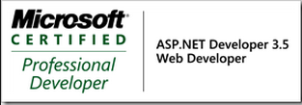 Microsoft®
CERTIFIED
Professional
Developer
ASP.NET Developer 3.5
Web Developer